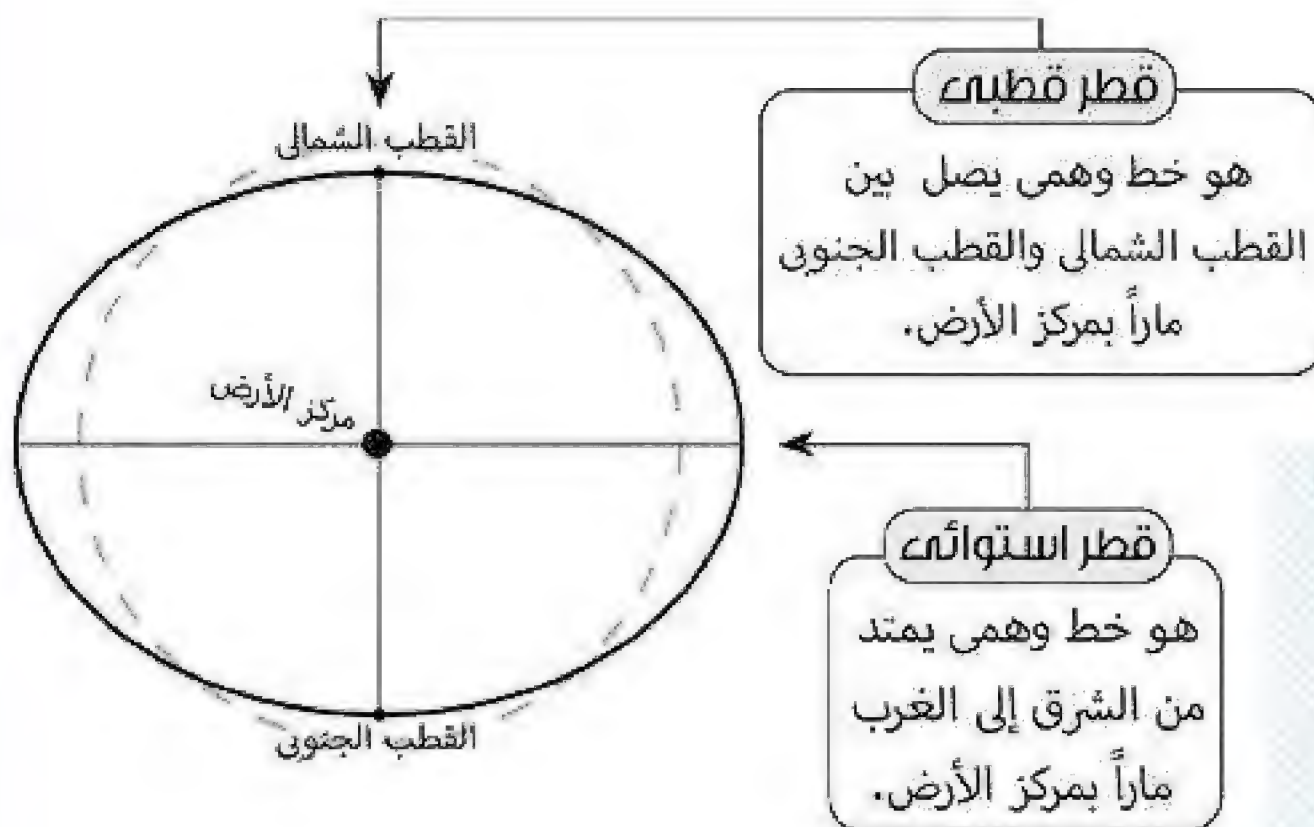 قطر قطبى
هو خط وهمى يصل بين
القطب الشمالى والقطب الجنوبى
ماراً بمركز الأرض.
القطب الشمالى
مركز الأرض
القطب الجنوبى
قطر استوائى
هو خط وهمى يمتد
من الشرق إلى الغرب
ماراً بمركز الأرض.